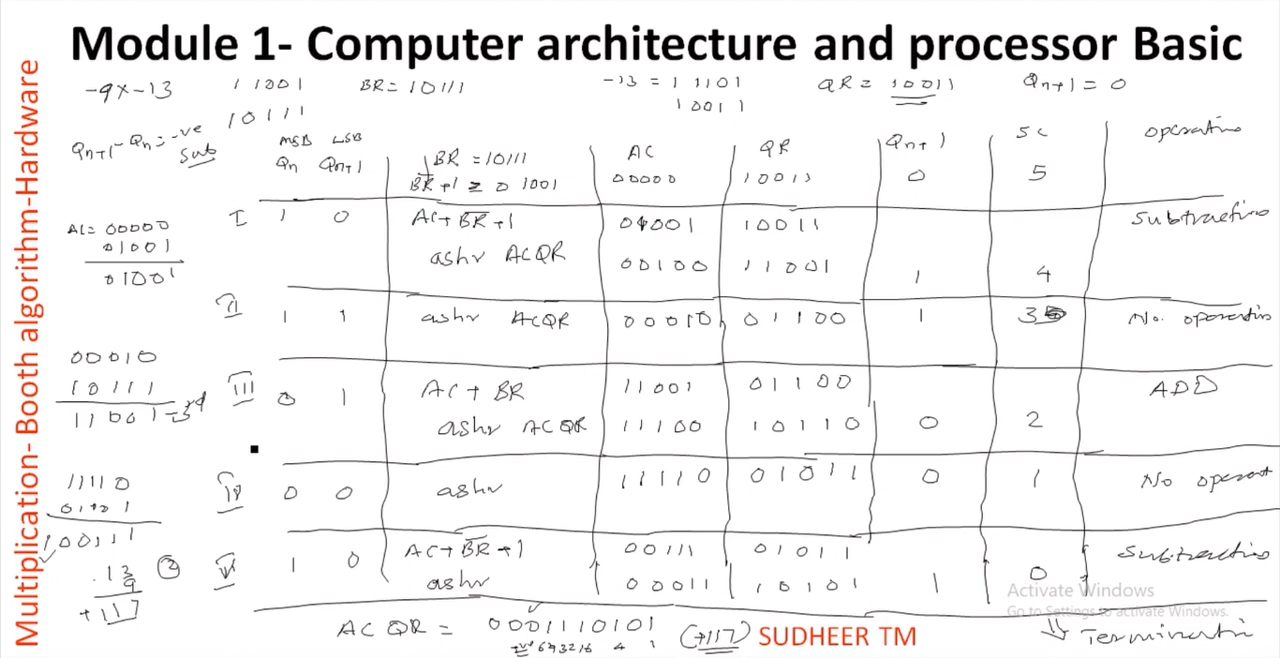 Module 1- Computer architecture and processor Basic
Multiplication- Booth algorithm-Hardware
-9x-13 11001 BR=10111 -13 = 11101 QR= 10011 Qn+1=0
10111 10011
Qn+1-Qn=-ve
Sub
MSB LSB
Qn Qn+1 BR=10111 AC QR Qn+1 SC operation
BR+1= 01001 00000 10011 0 5
I 1 0 AC+BR+1 01001 10011 Subtraction
AC= 00000
01001
01001
ashr ACQR 00100 11001 1 4
II 1 1 ashr ACQR 00010 01100 1 3 No. operation
00010
10111
11001
III 0 1 AC+BR 11001 01100 ADD
ashr ACQR 11100 10110 0 2
11110
01001
100111
IV 0 0 ashr 11110 01011 0 1 No operat
V 1 0 AC+BR+1 00111 01011 Subtraction
ashr 00011 10101 1 0
13
9
+117
Activate Windows
Go to Settings to activate Windows.
ACQR = 0001110101 (+117) SUDHEER TM
+ve 643216 4 1